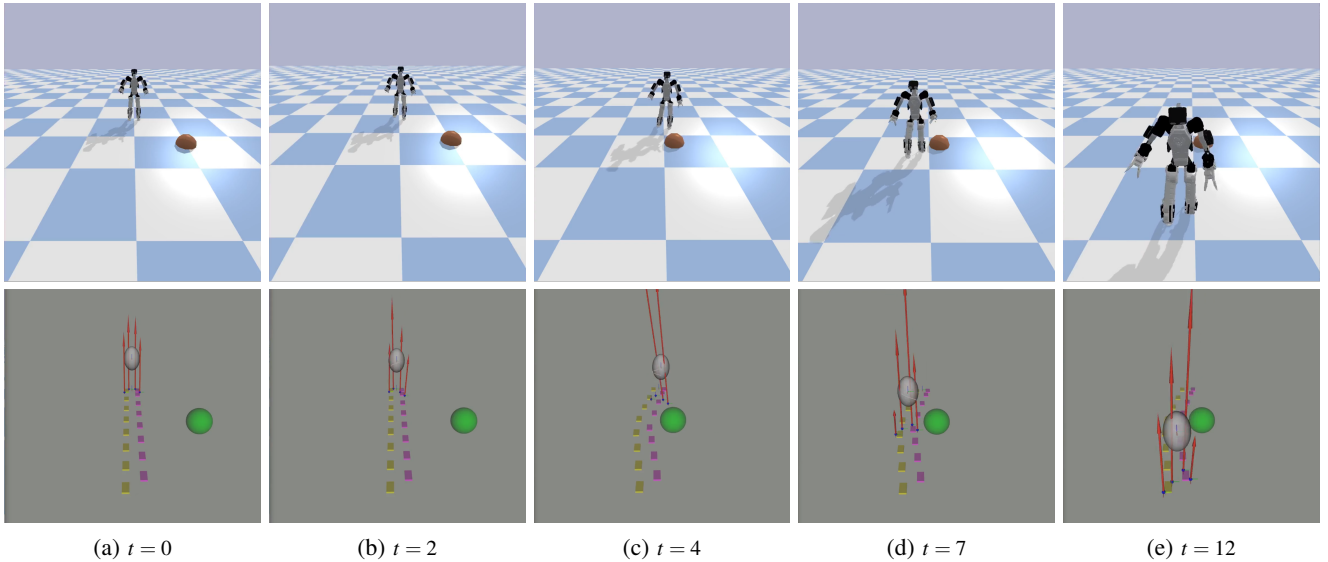 (a) t = 0
(b) t = 2
(c) t = 4
(d) t = 7
(e) t = 12